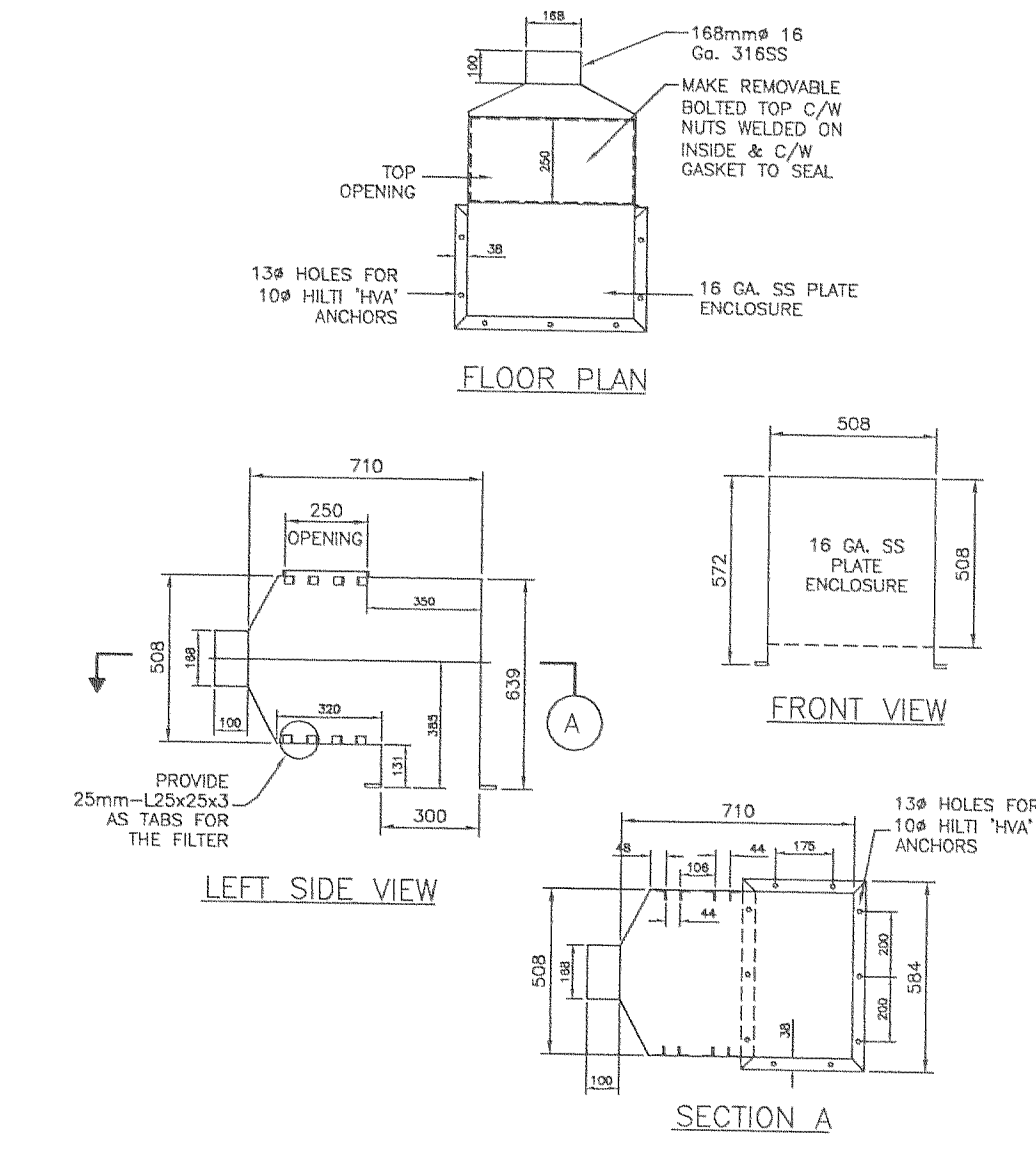 168
100
168mmø 16
Ga. 316SS
MAKE REMOVABLE
BOLTED TOP C/W
NUTS WELDED ON
INSIDE & C/W
GASKET TO SEAL
250
TOP
OPENING
38
13ø HOLES FOR
10ø HILTI 'HVA'
ANCHORS
16 GA. SS PLATE
ENCLOSURE
FLOOR PLAN
710
250
OPENING
350
508
168
100
320
385
639
131
300
A
PROVIDE
25mm-L25x25x3
AS TABS FOR
THE FILTER
LEFT SIDE VIEW
508
572
508
16 GA. SS
PLATE
ENCLOSURE
FRONT VIEW
13ø HOLES FOR
10ø HILTI 'HVA'
ANCHORS
710
48
106
44
175
44
508
168
100
200
200
584
38
SECTION A